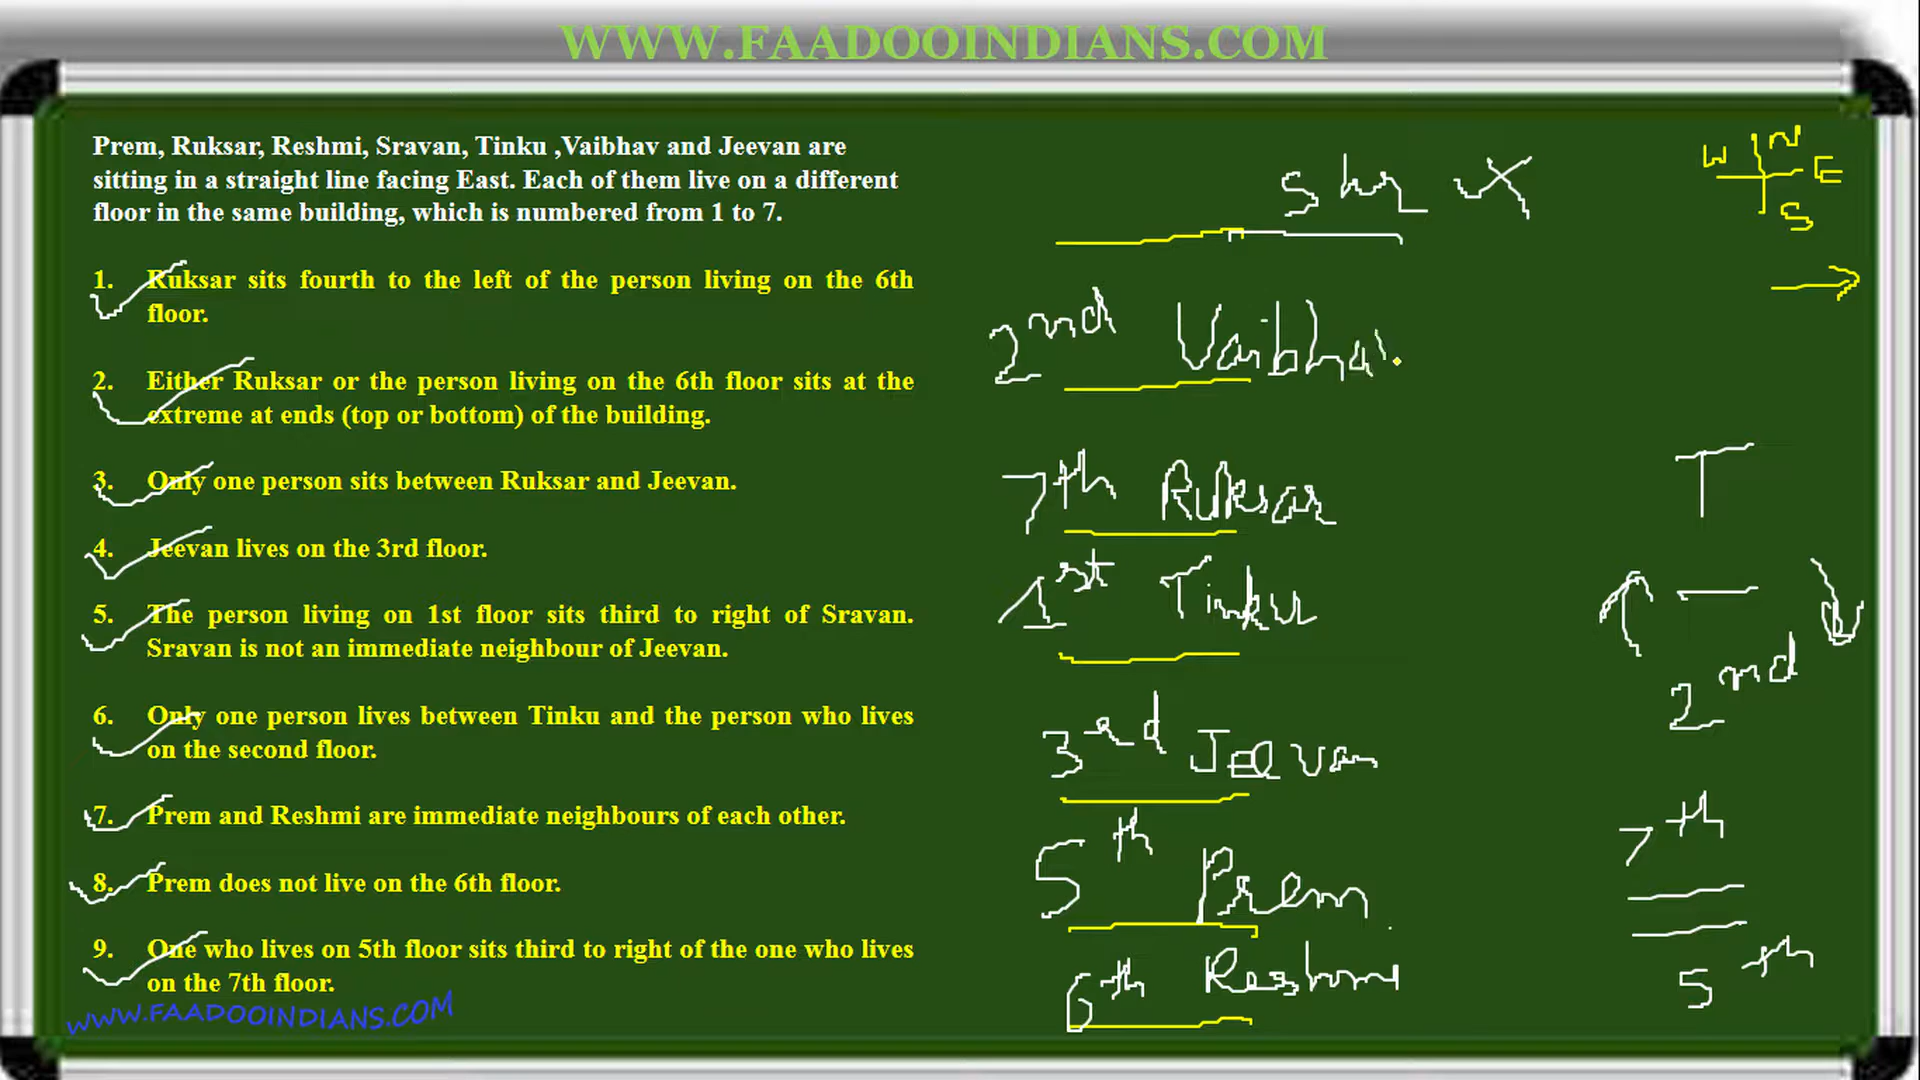 WWW.FAADOOINDIANS.COM
Prem, Ruksar, Reshmi, Sravan, Tinku ,Vaibhav and Jeevan are
sitting in a straight line facing East. Each of them live on a different
floor in the same building, which is numbered from 1 to 7.
1. Ruksar sits fourth to the left of the person living on the 6th
floor.
2. Either Ruksar or the person living on the 6th floor sits at the
extreme at ends (top or bottom) of the building.
3. Only one person sits between Ruksar and Jeevan.
4. Jeevan lives on the 3rd floor.
5. The person living on 1st floor sits third to right of Sravan.
Sravan is not an immediate neighbour of Jeevan.
6. Only one person lives between Tinku and the person who lives
on the second floor.
7. Prem and Reshmi are immediate neighbours of each other.
8. Prem does not live on the 6th floor.
9. One who lives on 5th floor sits third to right of the one who lives
on the 7th floor.
WWW.FAADOOINDIANS.COM
2nd Vaibhav
7th Ruksar
1st Tinku
3rd Jeevan
5th Prem
6th Reshmi
N
W E
S
T
2nd
7th
5th